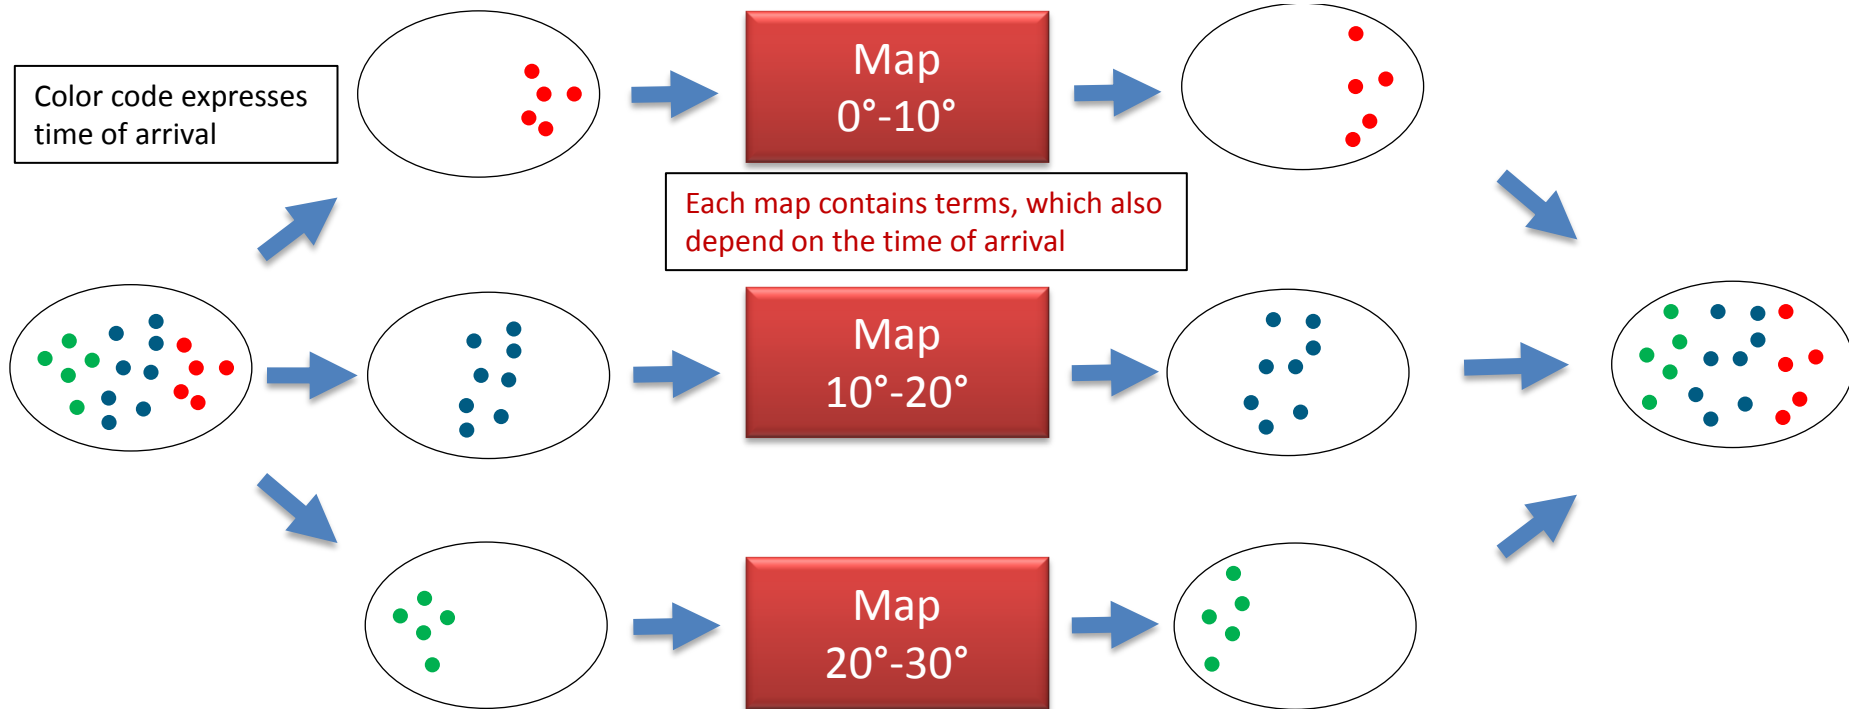 Color code expresses
time of arrival
Map
0°-10°
Each map contains terms, which also
depend on the time of arrival
Map
10°-20°
Map
20°-30°